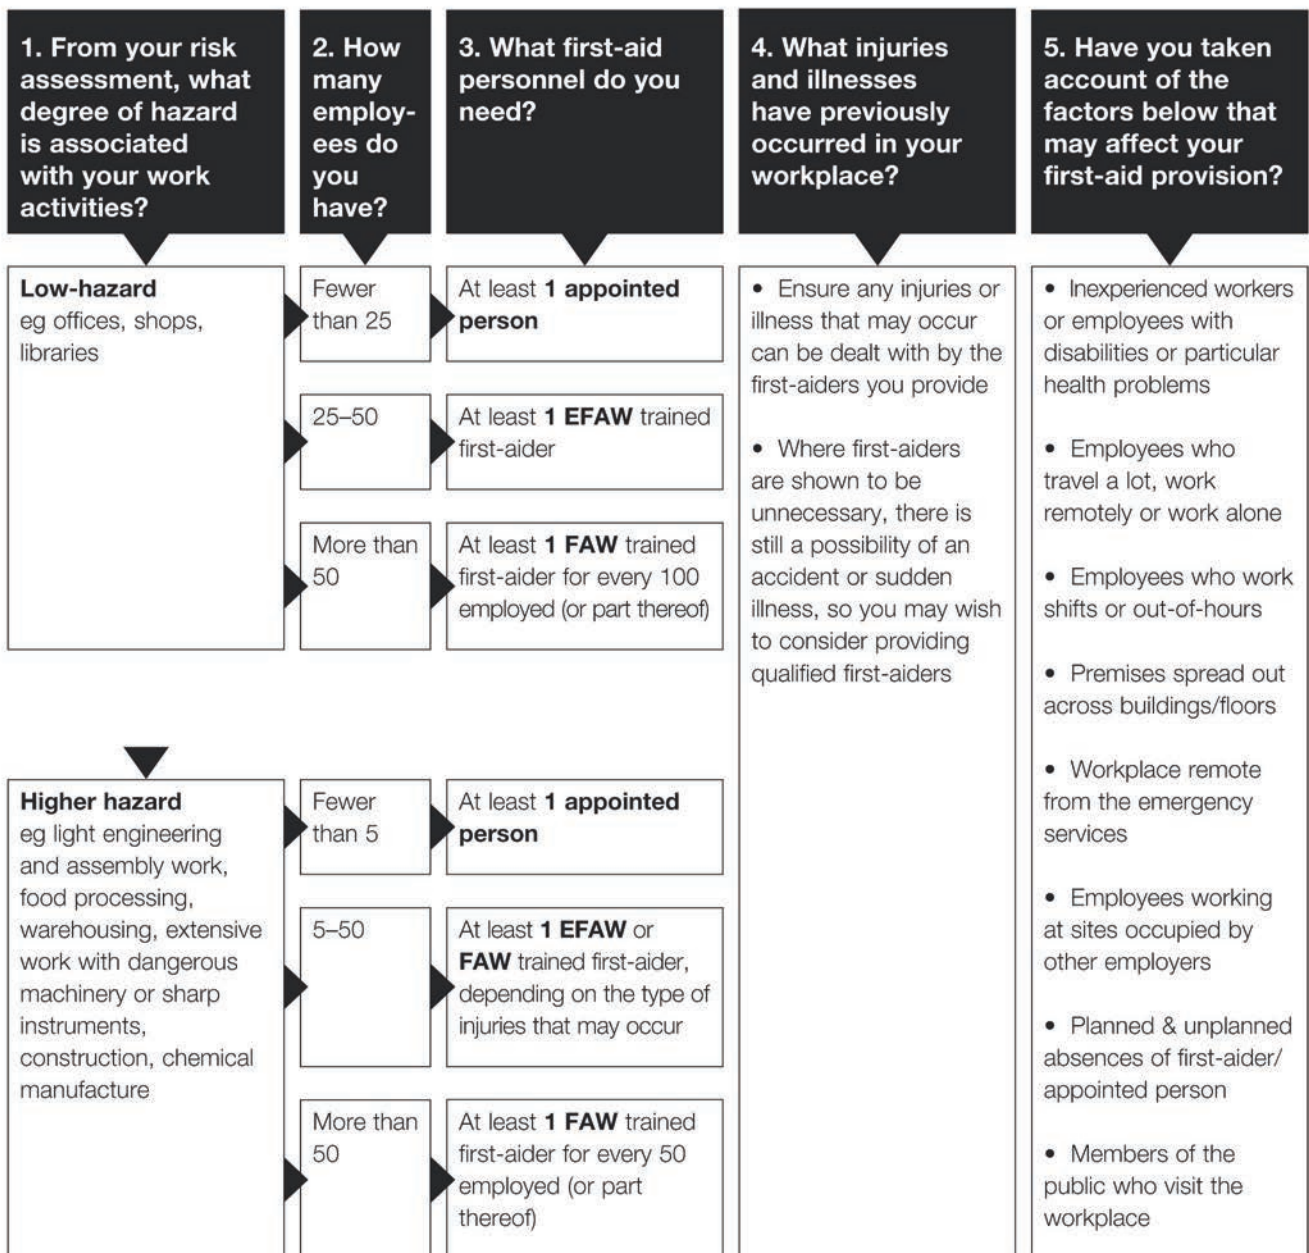 1. From your risk
assessment, what
degree of hazard
is associated
with your work
activities?
2. How
many
employ-
ees do
you
have?
3. What first-aid
personnel do you
need?
4. What injuries
and illnesses
have previously
occurred in your
workplace?
5. Have you taken
account of the
factors below that
may affect your
first-aid provision?
Low-hazard
eg offices, shops,
libraries
Fewer
than 25
At least 1 appointed
person
25–50
At least 1 EFAW trained
first-aider
More than
50
At least 1 FAW trained
first-aider for every 100
employed (or part thereof)
Higher hazard
eg light engineering
and assembly work,
food processing,
warehousing, extensive
work with dangerous
machinery or sharp
instruments,
construction, chemical
manufacture
Fewer
than 5
At least 1 appointed
person
5–50
At least 1 EFAW or
FAW trained first-aider,
depending on the type of
injuries that may occur
More than
50
At least 1 FAW trained
first-aider for every 50
employed (or part
thereof)
• Ensure any injuries or
illness that may occur
can be dealt with by the
first-aiders you provide
• Where first-aiders
are shown to be
unnecessary, there is
still a possibility of an
accident or sudden
illness, so you may wish
to consider providing
qualified first-aiders
• Inexperienced workers
or employees with
disabilities or particular
health problems
• Employees who
travel a lot, work
remotely or work alone
• Employees who work
shifts or out-of-hours
• Premises spread out
across buildings/floors
• Workplace remote
from the emergency
services
• Employees working
at sites occupied by
other employers
• Planned & unplanned
absences of first-aider/
appointed person
• Members of the
public who visit the
workplace